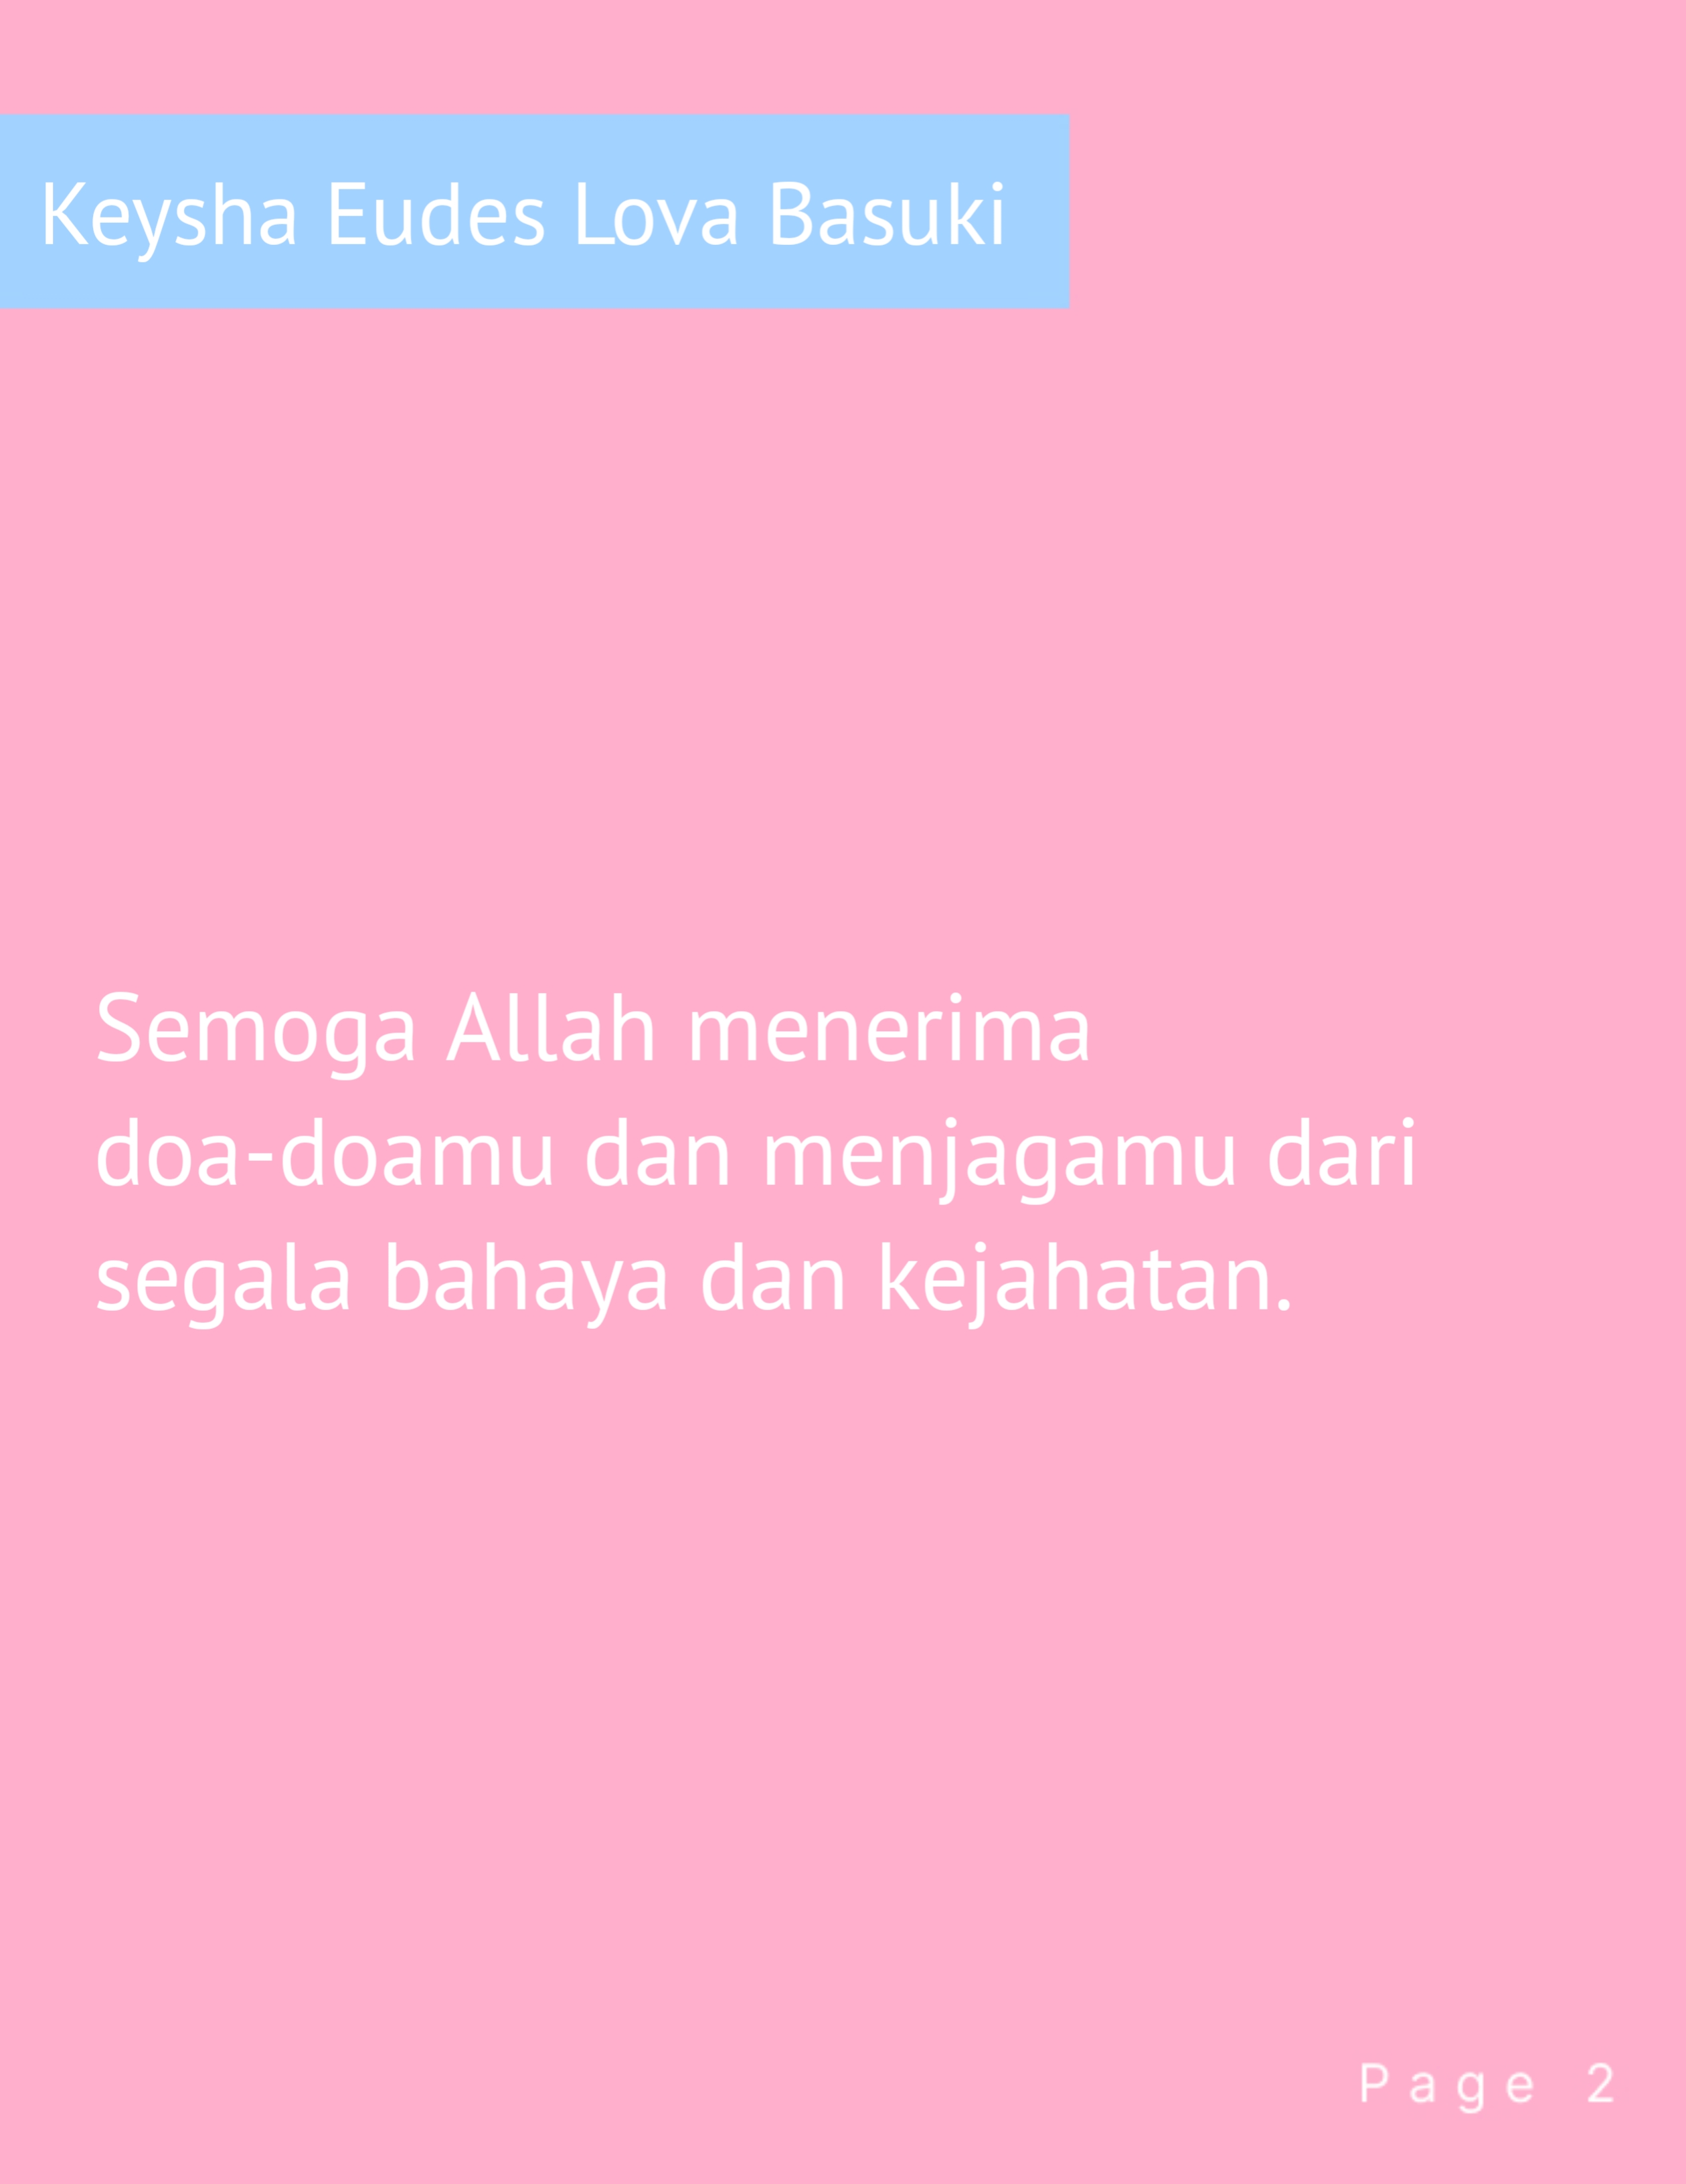 Keysha Eudes Lova Basuki
Semoga Allah menerima
doa-doamu dan menjagamu dari
segala bahaya dan kejahatan.
Page 2